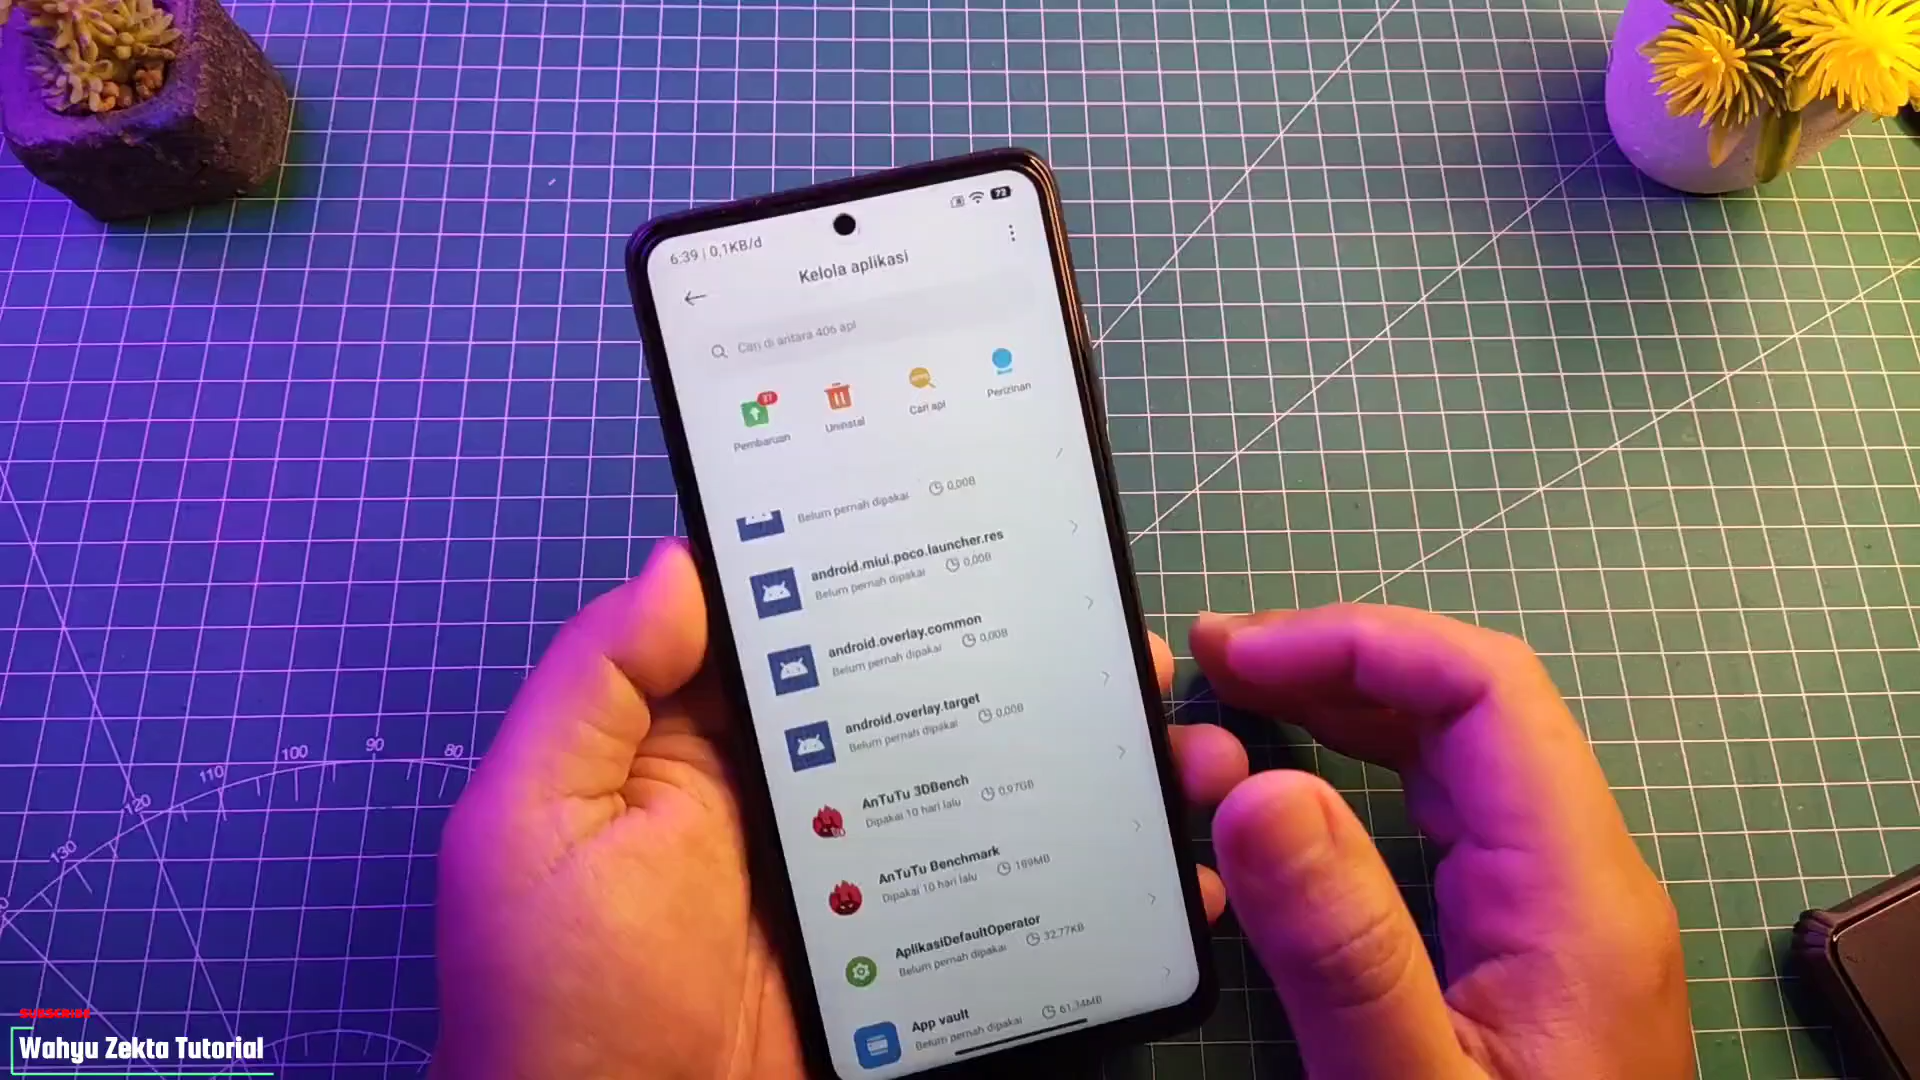 6:39 | 0,1KB/d
73
Kelola aplikasi
Cari di antara 406 apl
37
Pembaruan
Uninstal
Cari apl
Perizinan
Belum pernah dipakai 0,00B
android.miui.poco.launcher.res
Belum pernah dipakai 0,00B
android.overlay.common
Belum pernah dipakai 0,00B
android.overlay.target
Belum pernah dipakai 0,00B
AnTuTu 3DBench
Dipakai 10 hari lalu 0,97GB
AnTuTu Benchmark
Dipakai 10 hari lalu 169MB
AplikasiDefaultOperator
Belum pernah dipakai 32,77KB
App vault
Belum pernah dipakai 61,34MB
130
120
110
100
90
80
SUBSCRIBE
Wahyu Zekta Tutorial